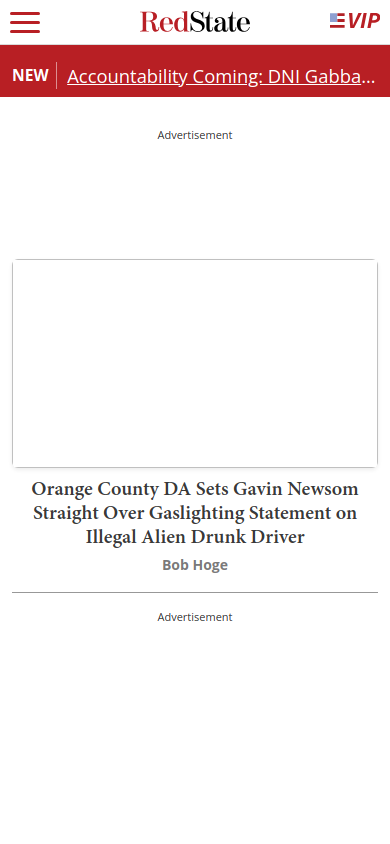 RedState
VIP
NEW
Accountability Coming: DNI Gabba...
Advertisement
Orange County DA Sets Gavin Newsom
Straight Over Gaslighting Statement on
Illegal Alien Drunk Driver
Bob Hoge
Advertisement